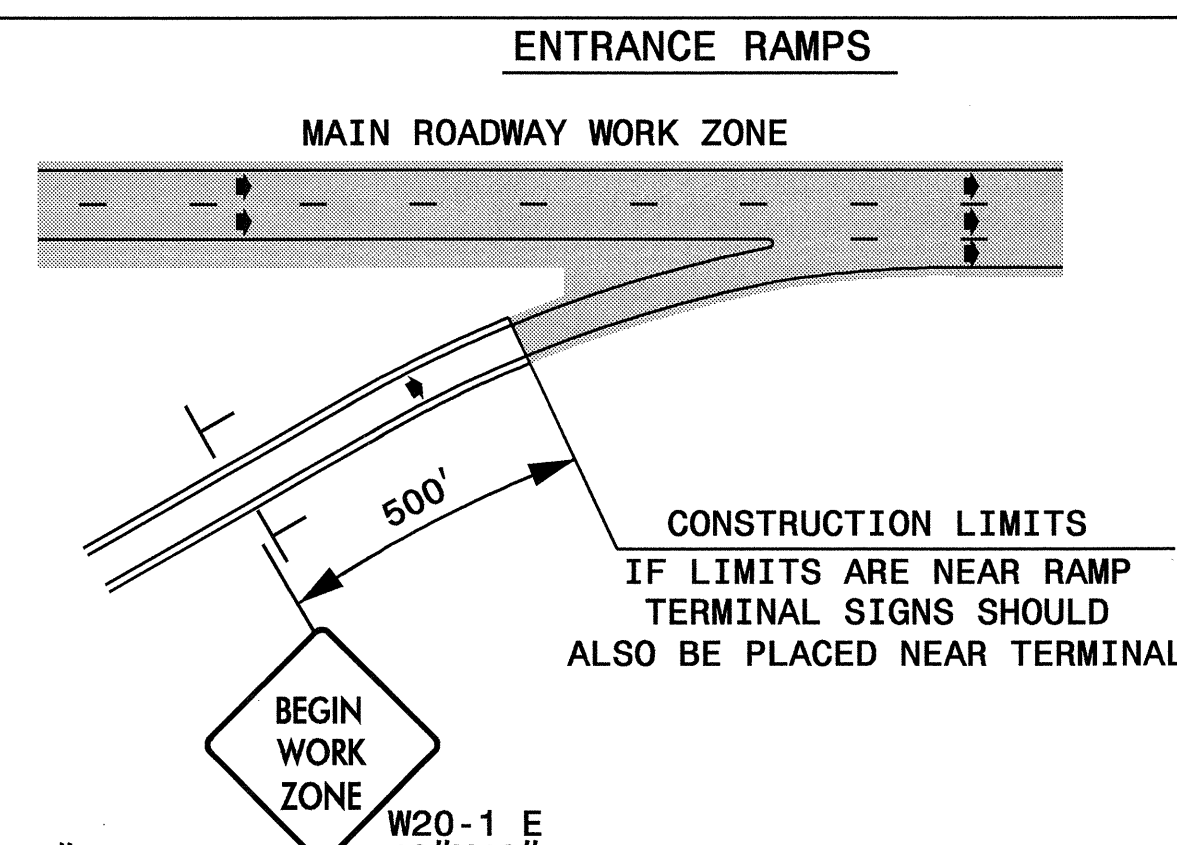 ENTRANCE RAMPS
MAIN ROADWAY WORK ZONE
500'
CONSTRUCTION LIMITS
IF LIMITS ARE NEAR RAMP
TERMINAL SIGNS SHOULD
ALSO BE PLACED NEAR TERMINAL
BEGIN
WORK
ZONE
W20-1 E